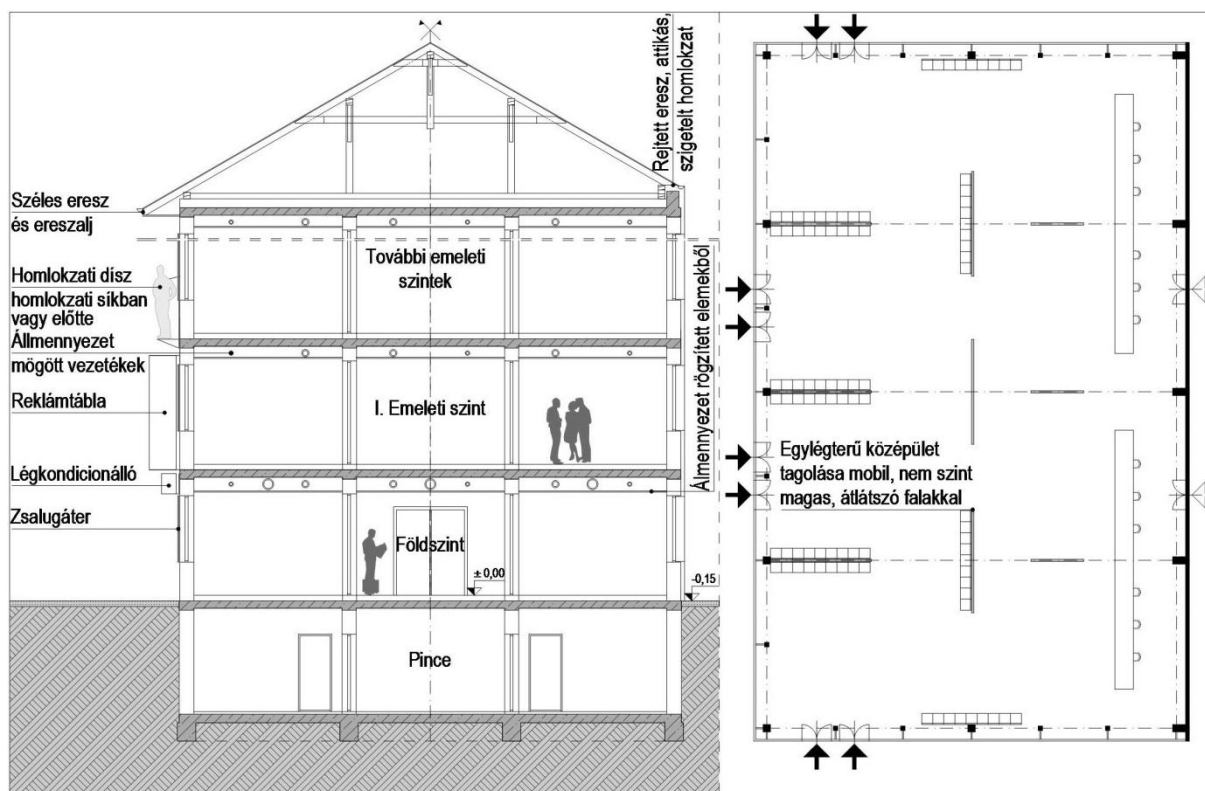 Rejtett eresz, attikás,
szigetelt homlokzat
Széles eresz
és ereszalj
További emeleti
szintek
Homlokzati dísz
homlokzati síkban
vagy előtte
Állmennyezet
mögött vezetékek
Reklámtábla
I. Emeleti szint
Álmennyezet rögzített elemekből
Légkondicionálló
Zsalugáter
Földszint
± 0,00
-0,15
Pince
Egylégterű középület
tagolása mobil, nem szint
magas, átlátszó falakkal